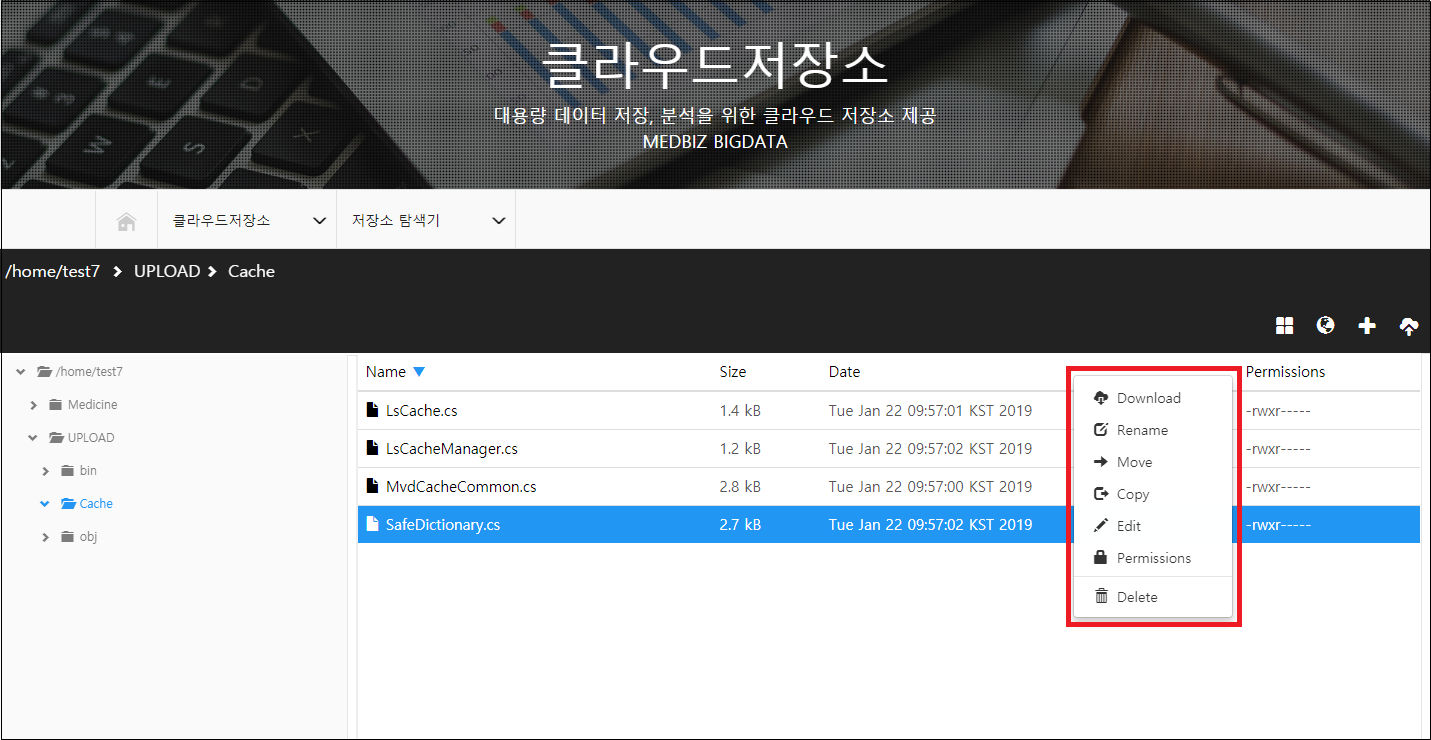 클라우드저장소
대용량 데이터 저장, 분석을 위한 클라우드 저장소 제공
MEDBIZ BIGDATA
클라우드저장소 저장소 탐색기
/home/test7 UPLOAD Cache
/home/test7
Medicine
UPLOAD
bin
Cache
obj
Name Size Date Permissions
LsCache.cs 1.4 kB Tue Jan 22 09:57:01 KST 2019 -rwxr-----
LsCacheManager.cs 1.2 kB Tue Jan 22 09:57:02 KST 2019 -rwxr-----
MvdCacheCommon.cs 2.8 kB Tue Jan 22 09:57:00 KST 2019 -rwxr-----
SafeDictionary.cs 2.7 kB Tue Jan 22 09:57:02 KST 2019 -rwxr-----
Download
Rename
Move
Copy
Edit
Permissions
Delete